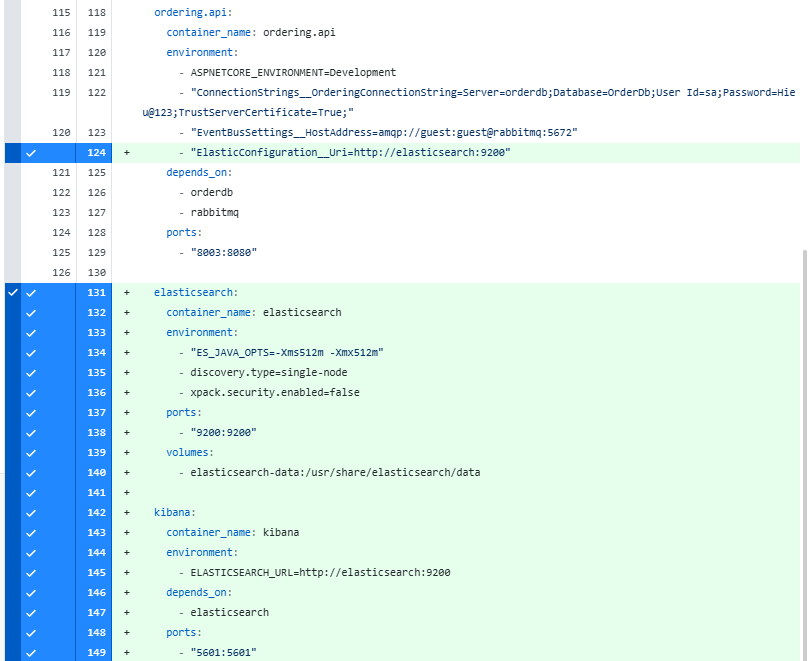 115 118 ordering.api:
116 119 container_name: ordering.api
117 120 environment:
118 121 - ASPNETCORE_ENVIRONMENT=Development
119 122 - "ConnectionStrings__OrderingConnectionString=Server=orderdb;Database=OrderDb;User Id=sa;Password=Hie
u@123;TrustServerCertificate=True;"
120 123 - "EventBusSettings__HostAddress=amqp://guest:guest@rabbitmq:5672"
124 + - "ElasticConfiguration__Uri=http://elasticsearch:9200"
121 125 depends_on:
122 126 - orderdb
123 127 - rabbitmq
124 128 ports:
125 129 - "8003:8080"
126 130
131 + elasticsearch:
132 + container_name: elasticsearch
133 + environment:
134 + - "ES_JAVA_OPTS=-Xms512m -Xmx512m"
135 + - discovery.type=single-node
136 + - xpack.security.enabled=false
137 + ports:
138 + - "9200:9200"
139 + volumes:
140 + - elasticsearch-data:/usr/share/elasticsearch/data
141 +
142 + kibana:
143 + container_name: kibana
144 + environment:
145 + - ELASTICSEARCH_URL=http://elasticsearch:9200
146 + depends_on:
147 + - elasticsearch
148 + ports:
149 + - "5601:5601"